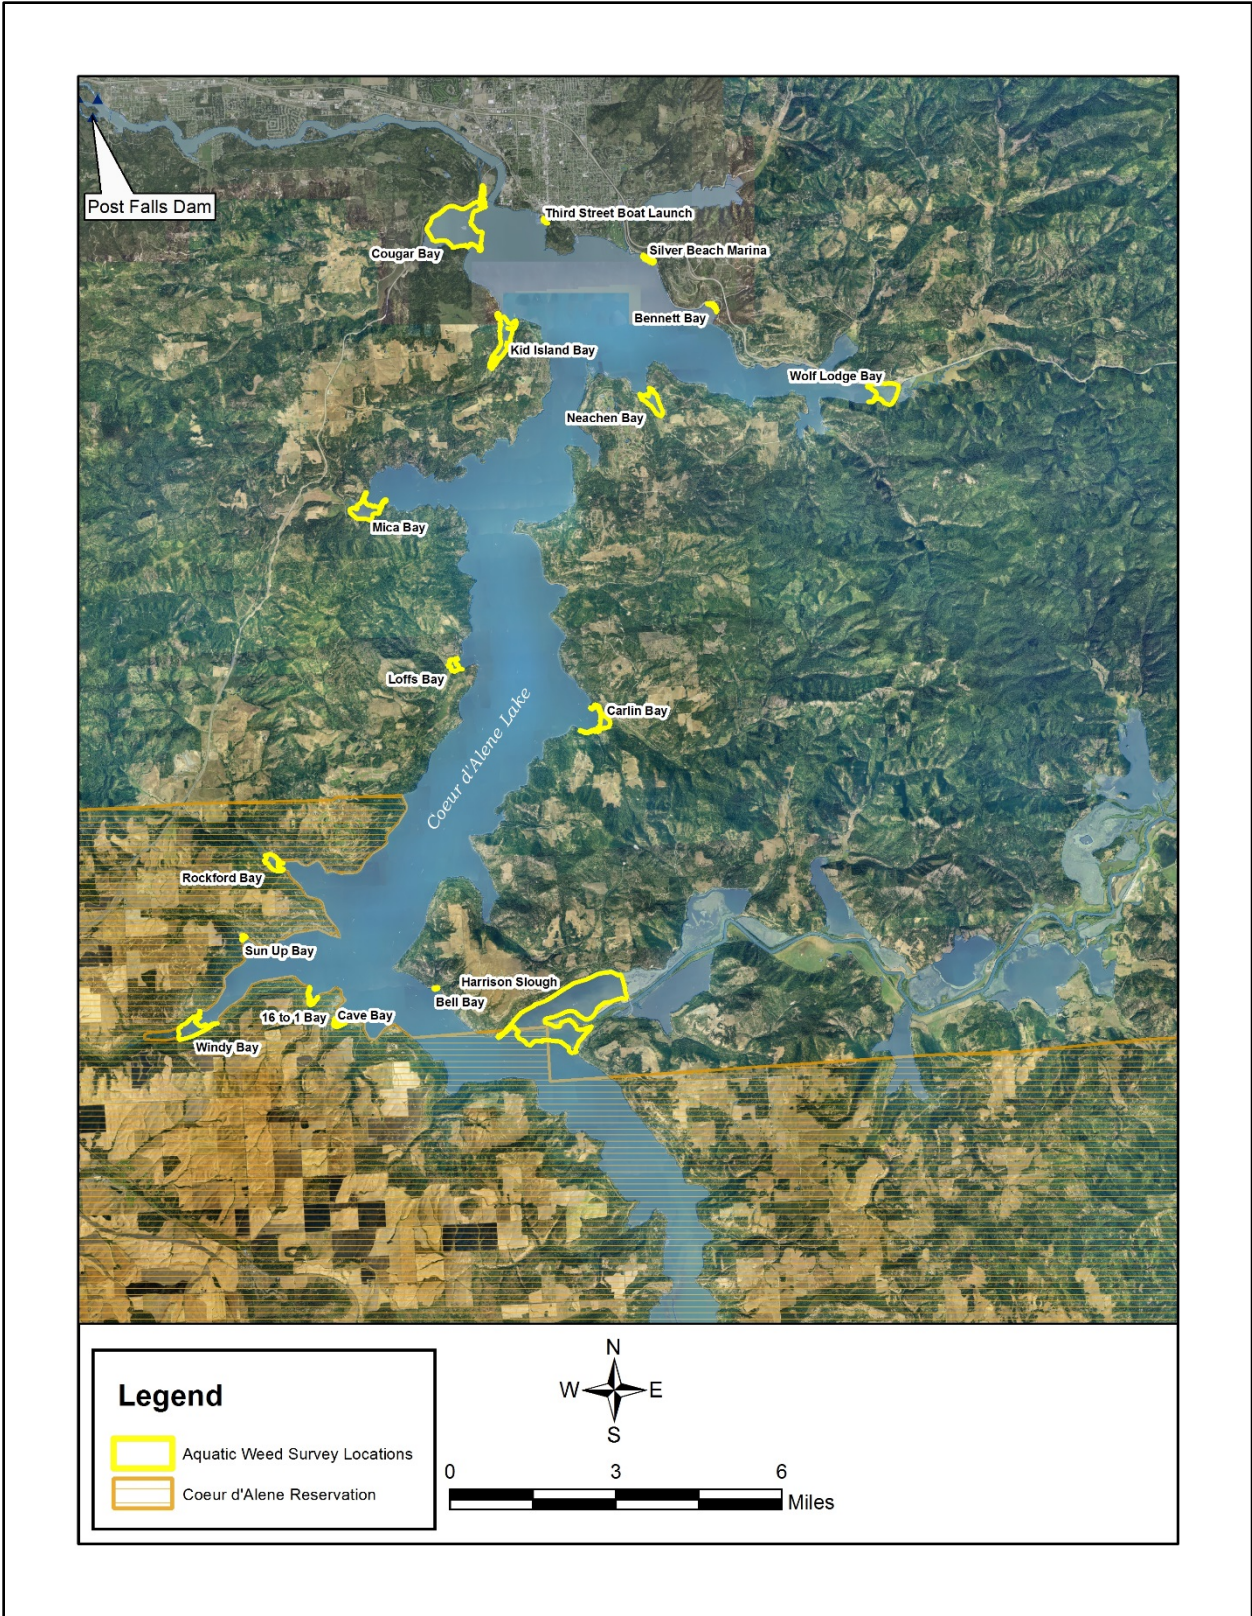 Post Falls Dam
Third Street Boat Launch
Cougar Bay
Silver Beach Marina
Bennett Bay
Kid Island Bay
Wolf Lodge Bay
Neachen Bay
Mica Bay
Loffs Bay
Carlin Bay
Coeur d'Alene Lake
Rockford Bay
Sun Up Bay
Harrison Slough
Bell Bay
16 to 1 Bay
Cave Bay
Windy Bay
Legend
Aquatic Weed Survey Locations
Coeur d'Alene Reservation
N
W E
S
0 3 6
Miles